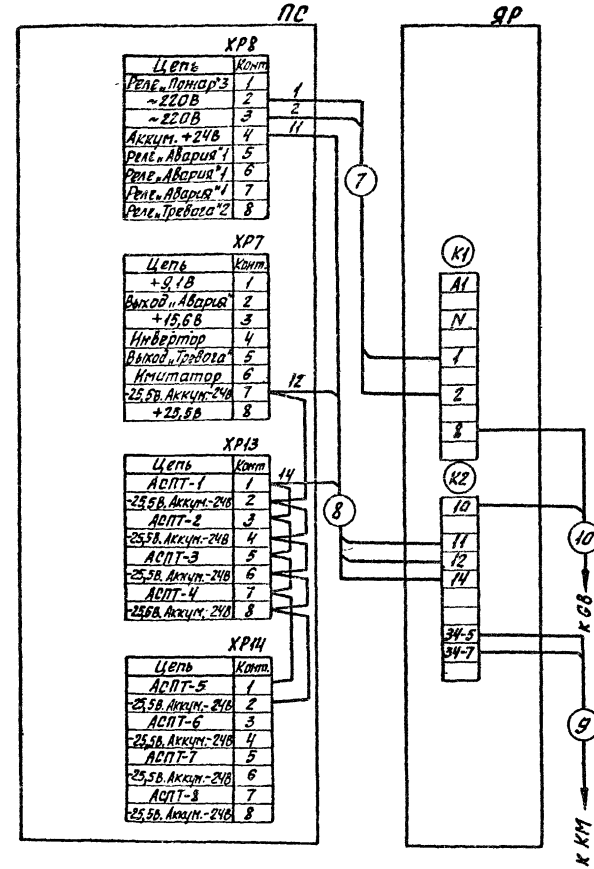 ПС
ЯР
ХР8
Цепь Конт
Реле „Пожар"3 1
~220В 2
~220В 3
Аккум. +24В 4
Реле „Авария"1 5
Реле „Авария"1 6
Реле „Авария"1 7
Реле „Тревога"2 8
1
2
11
7
ХР7
Цепь Конт.
+9,1В 1
Выход „Авария" 2
+15,6В 3
Инвертор 4
Выход „Тревога" 5
Имитатор 6
-25,5В. Аккум.-24В 7
+25,5В 8
12
К1
А1
N
1
2
8
ХР13
Цепь Конт
АСПТ-1 1
-25,5В. Аккум.-24В 2
АСПТ-2 3
-25,5В. Аккум.-24В 4
АСПТ-3 5
-25,5В. Аккум.-24В 6
АСПТ-4 7
-25,6В. Аккум. 24В 8
14
8
К2
10
11
12
14
34-5
34-7
10
к СВ
9
к КМ
ХР14
Цепь Конт.
АСПТ-5 1
-25,5В. Аккум.-24В 2
АСПТ-6 3
-25,5В. Аккум.-24В 4
АСПТ-7 5
-25,5В. Аккум.-24В 6
АСПТ-8 7
-25,5В. Аккум.-24В 8